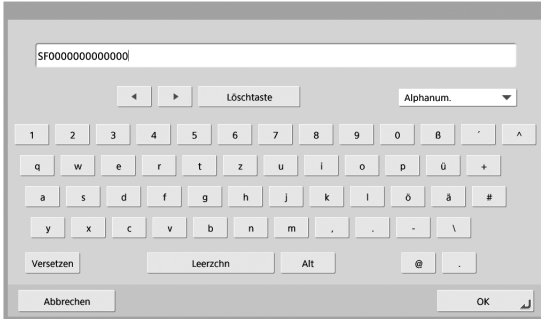 SF0000000000000
◄ ► Löschtaste Alphanum.
1 2 3 4 5 6 7 8 9 0 ß ´ ^
q w e r t z u i o p ü +
a s d f g h j k l ö ä #
y x c v b n m , . - \
Versetzen Leerzchn Alt @ .
Abbrechen OK